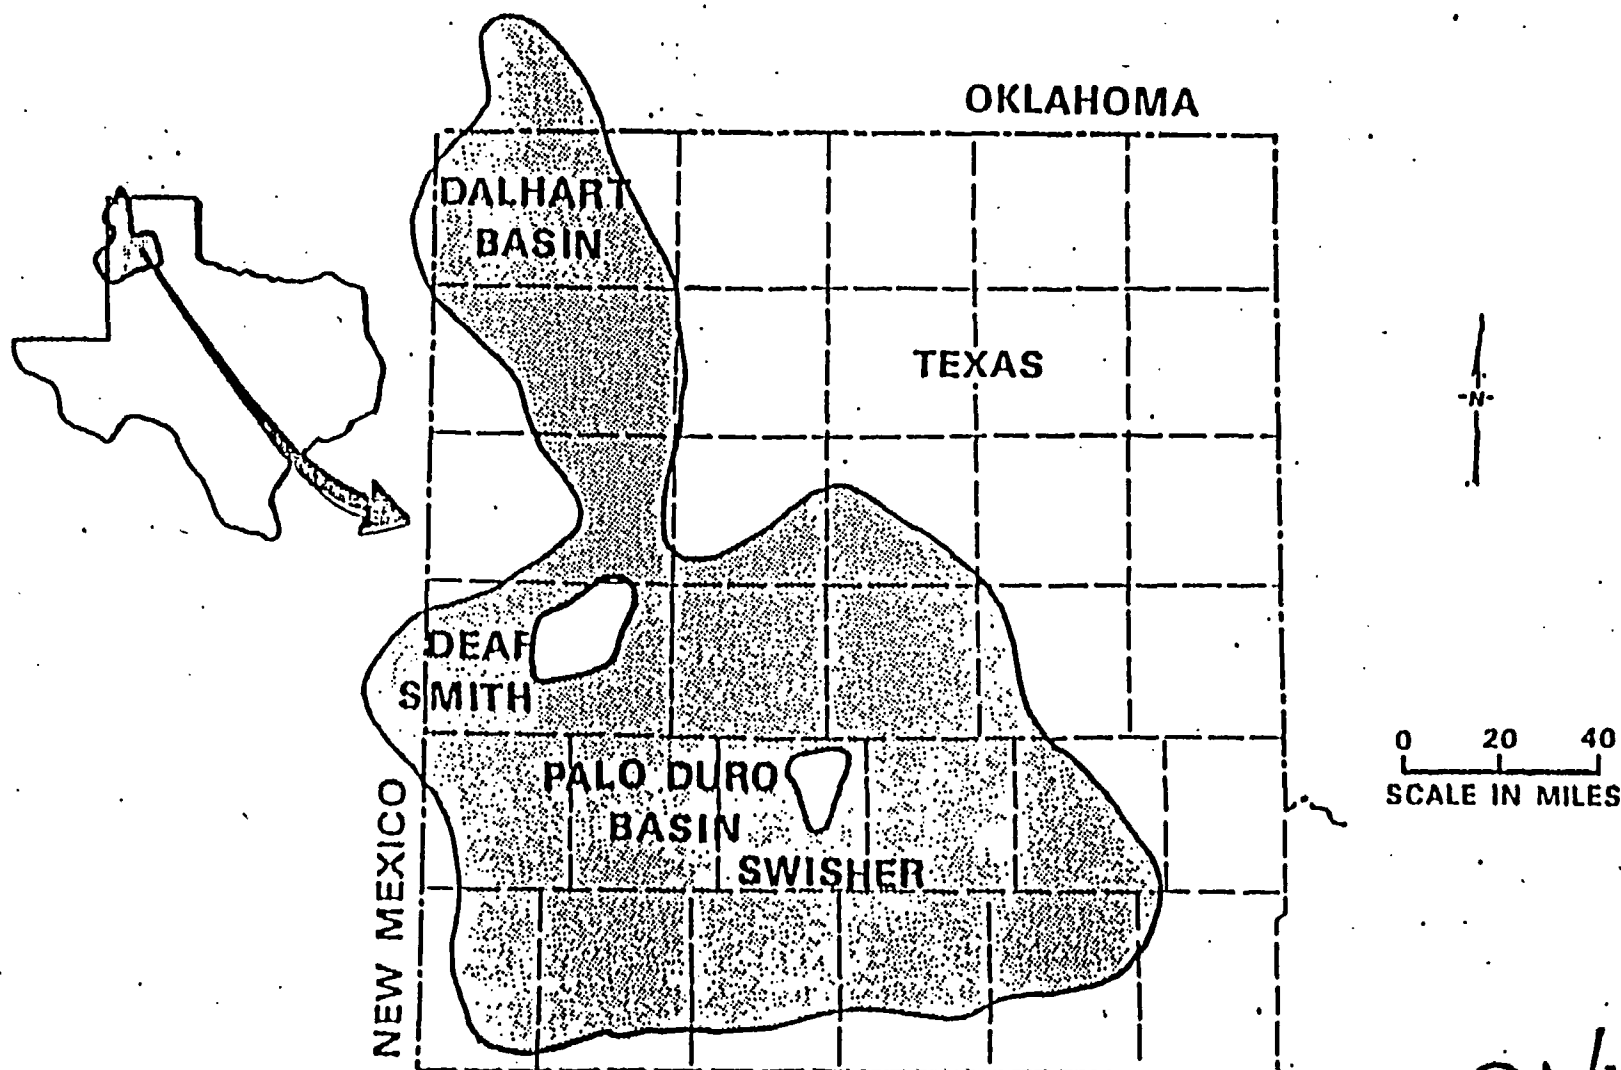 OKLAHOMA
DALHART
BASIN
TEXAS
-N-
DEAF
SMITH
0 20 40
SCALE IN MILES
PALO DURO
BASIN
SWISHER
NEW MEXICO